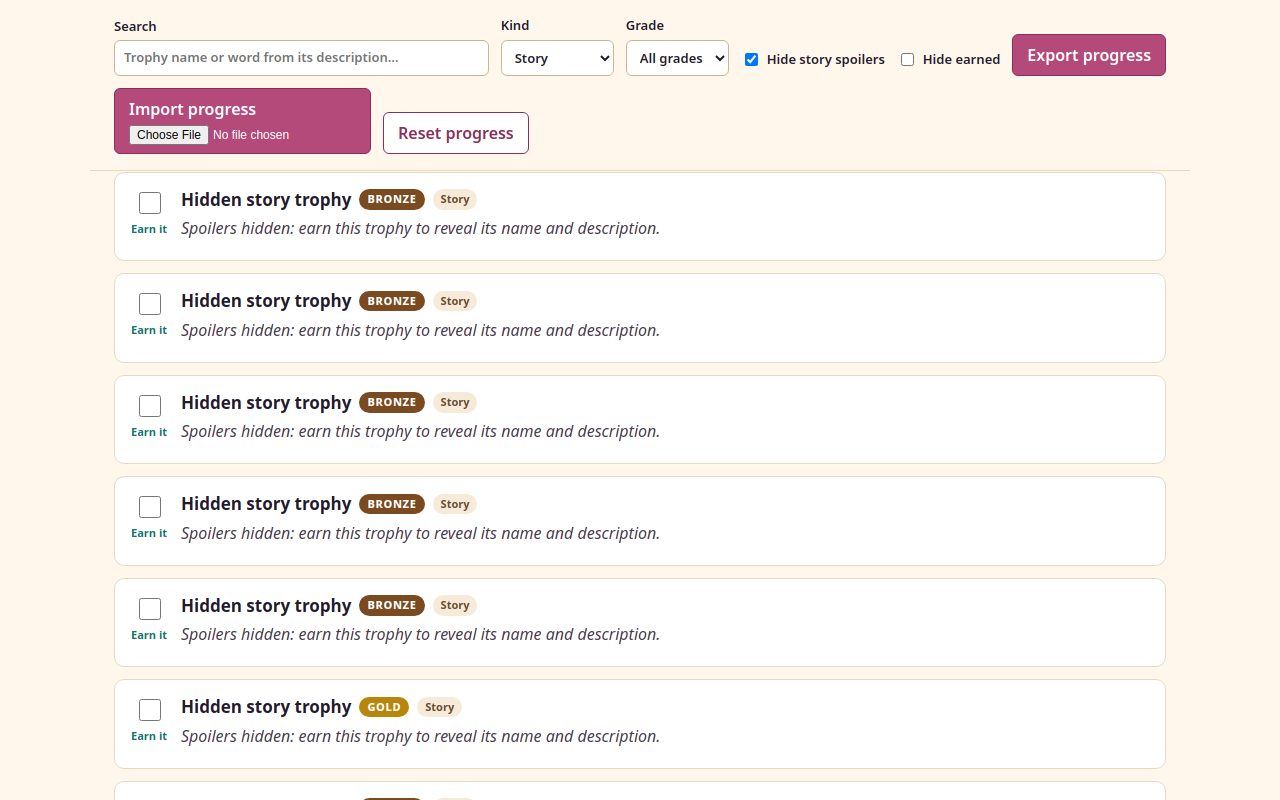 Search
Kind
Grade
Trophy name or word from its description...
Story
All grades
Hide story spoilers
Hide earned
Export progress
Import progress
Choose File No file chosen
Reset progress
Hidden story trophy BRONZE Story
Earn it Spoilers hidden: earn this trophy to reveal its name and description.
Hidden story trophy BRONZE Story
Earn it Spoilers hidden: earn this trophy to reveal its name and description.
Hidden story trophy BRONZE Story
Earn it Spoilers hidden: earn this trophy to reveal its name and description.
Hidden story trophy BRONZE Story
Earn it Spoilers hidden: earn this trophy to reveal its name and description.
Hidden story trophy BRONZE Story
Earn it Spoilers hidden: earn this trophy to reveal its name and description.
Hidden story trophy GOLD Story
Earn it Spoilers hidden: earn this trophy to reveal its name and description.